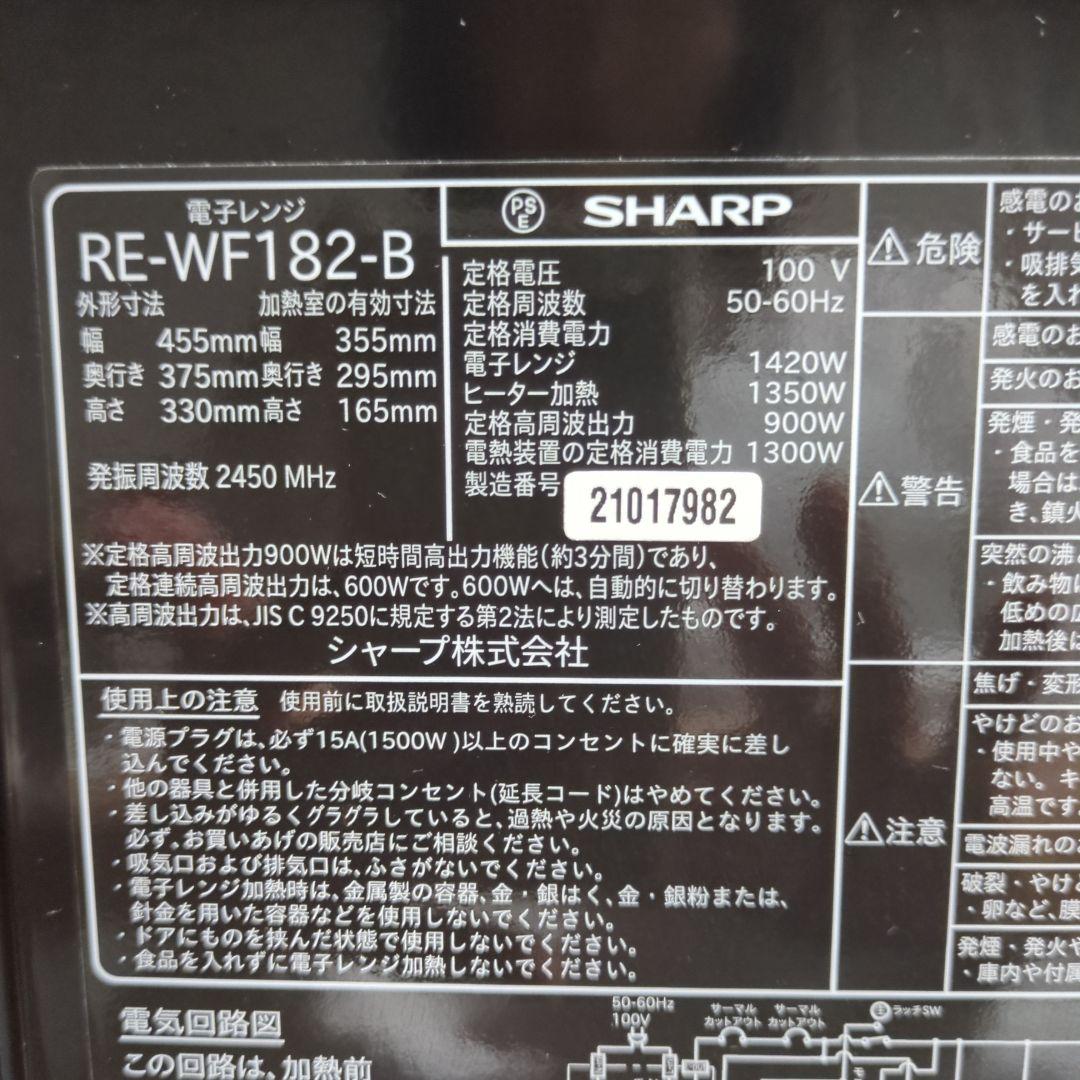 電子レンジ
RE-WF182-B
外形寸法 加熱室の有効寸法
幅 455mm 幅 355mm
奥行き 375mm 奥行き 295mm
高さ 330mm 高さ 165mm
発振周波数 2450 MHz
PSE SHARP
定格電圧 100 V
定格周波数 50-60Hz
定格消費電力
電子レンジ 1420W
ヒーター加熱 1350W
定格高周波出力 900W
電熱装置の定格消費電力 1300W
製造番号 21017982
※定格高周波出力900Wは短時間高出力機能(約3分間)であり、
定格連続高周波出力は、600Wです。600Wへは、自動的に切り替わります。
※高周波出力は、JIS C 9250に規定する第2法により測定したものです。
シャープ株式会社
使用上の注意 使用前に取扱説明書を熟読してください。
・電源プラグは、必ず15A(1500W)以上のコンセントに確実に差し
込んでください。
・他の器具と併用した分岐コンセント(延長コード)はやめてください。
・差し込みがゆるくグラグラしていると、過熱や火災の原因となります。
必ず、お買いあげの販売店にご相談ください。
・吸気口および排気口は、ふさがないでください。
・電子レンジ加熱時は、金属製の容器、金・銀はく、金・銀粉または、
針金を用いた容器などを使用しないでください。
・ドアにものを挟んだ状態で使用しないでください。
・食品を入れずに電子レンジ加熱しないでください。
危険
感電のお
・サービ
・吸排気
を入れ
警告
感電のお
発火のお
発煙・発
・食品を
場合は
き、鎮火
突然の沸
・飲み物
低めの広
加熱後は
注意
焦げ・変形
やけどのお
・使用中や
ない。キ
高温です
電波漏れのお
破裂・やけど
・卵など、膜
発煙・発火や
・庫内や付属
電気回路図
この回路は、加熱前
50-60Hz
100V
サーマル
カットアウト
サーマル
カットアウト
ラッチSW